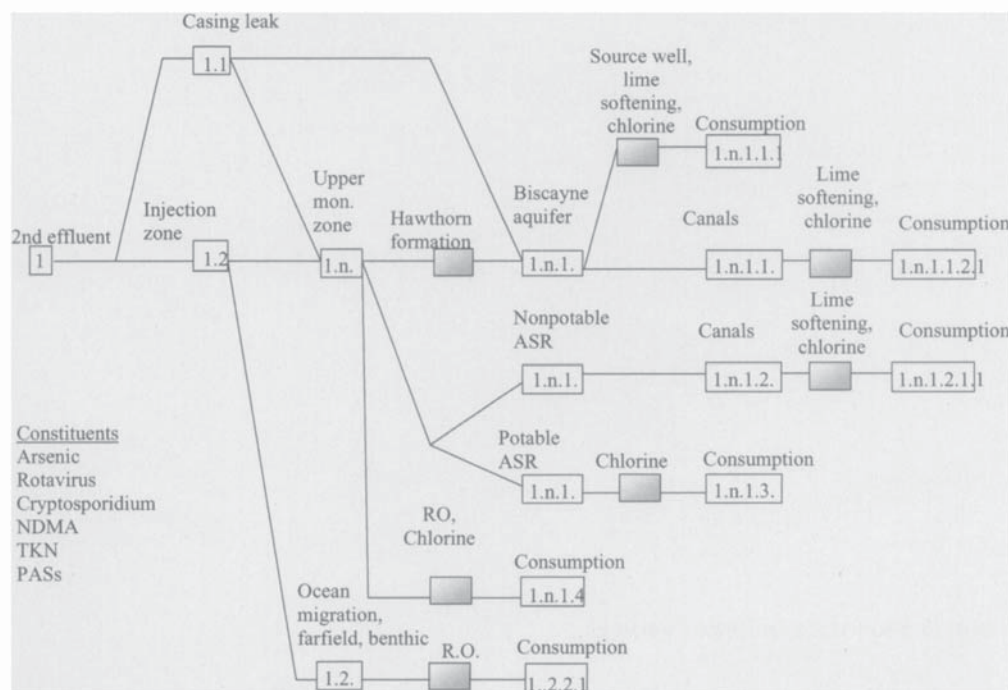 Casing leak
1.1
Source well,
lime
softening,
chlorine
Consumption
1.n.1.1.1
Upper
mon.
zone
1.n.
Injection
zone
1.2
2nd effluent
1
Hawthorn
formation
Biscayne
aquifer
1.n.1.
Canals
1.n.1.1.
Lime
softening,
chlorine
Consumption
1.n.1.1.2.1
Nonpotable
ASR
1.n.1.
Canals
1.n.1.2.
Lime
softening,
chlorine
Consumption
1.n.1.2.1.1
Potable
ASR
1.n.1.
Chlorine
Consumption
1.n.1.3.
RO,
Chlorine
Consumption
1.n.1.4
Ocean
migration,
farfield, benthic
1.2.
R.O.
Consumption
1..2.2.1
Constituents
Arsenic
Rotavirus
Cryptosporidium
NDMA
TKN
PASs